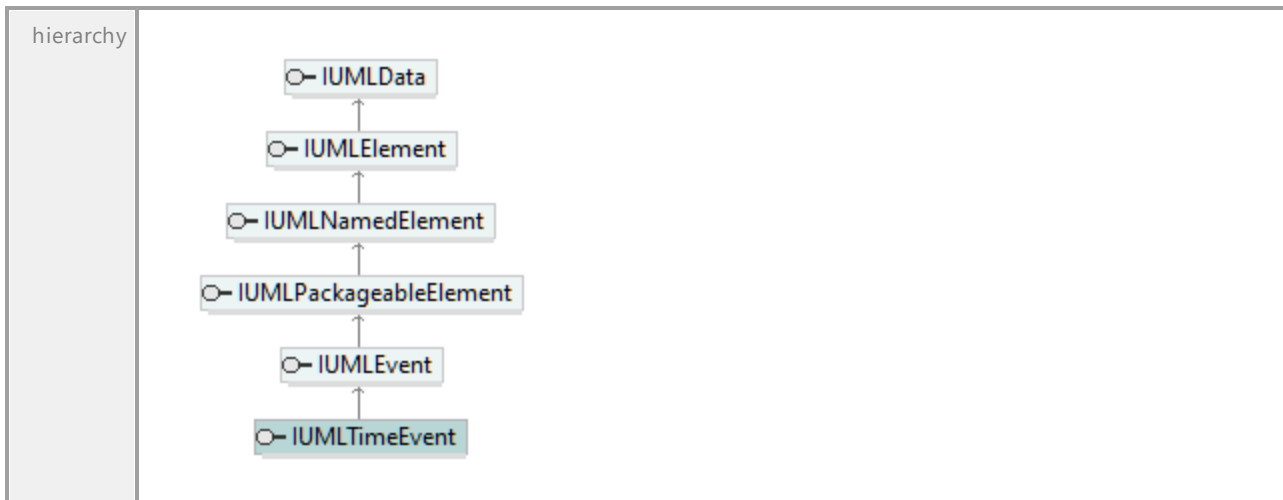 hierarchy
IUMLData
IUMLElement
IUMLNamedElement
IUMLPackageableElement
IUMLEvent
IUMLTimeEvent